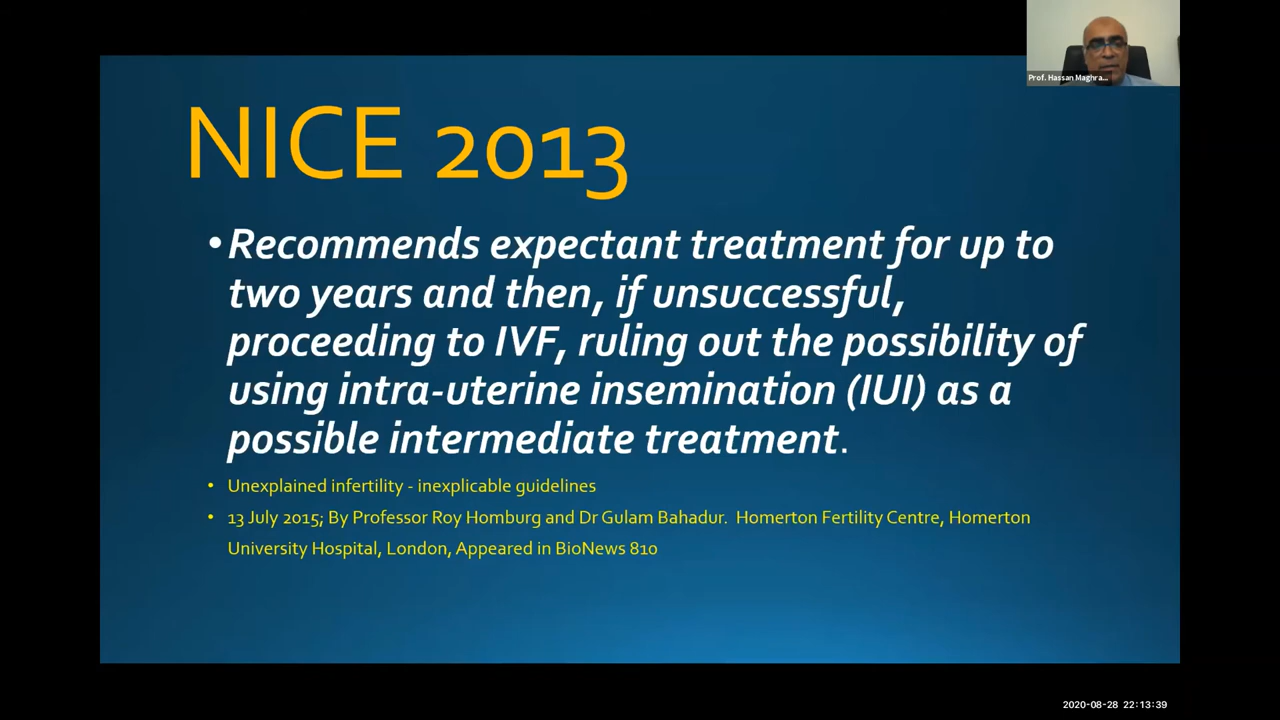 Prof. Hassan Maghra...
NICE 2013
•Recommends expectant treatment for up to
two years and then, if unsuccessful,
proceeding to IVF, ruling out the possibility of
using intra-uterine insemination (IUI) as a
possible intermediate treatment.
• Unexplained infertility - inexplicable guidelines
• 13 July 2015; By Professor Roy Homburg and Dr Gulam Bahadur. Homerton Fertility Centre, Homerton
University Hospital, London, Appeared in BioNews 810
2020-08-28 22:13:39